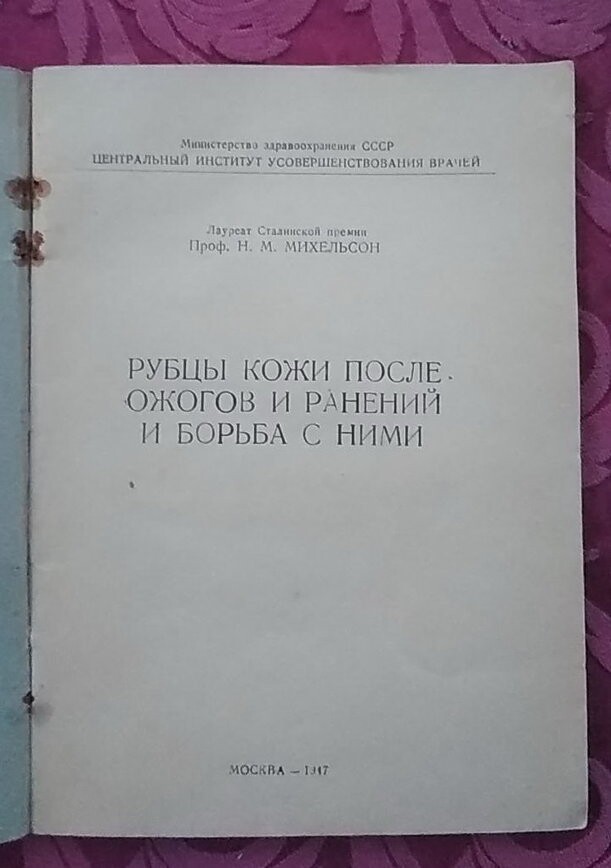 Министерство здравоохранения СССР
ЦЕНТРАЛЬНЫЙ ИНСТИТУТ УСОВЕРШЕНСТВОВАНИЯ ВРАЧЕЙ
Лауреат Сталинской премии
Проф. Н. М. МИХЕЛЬСОН
РУБЦЫ КОЖИ ПОСЛЕ
ОЖОГОВ И РАНЕНИЙ
И БОРЬБА С НИМИ
МОСКВА — 1947